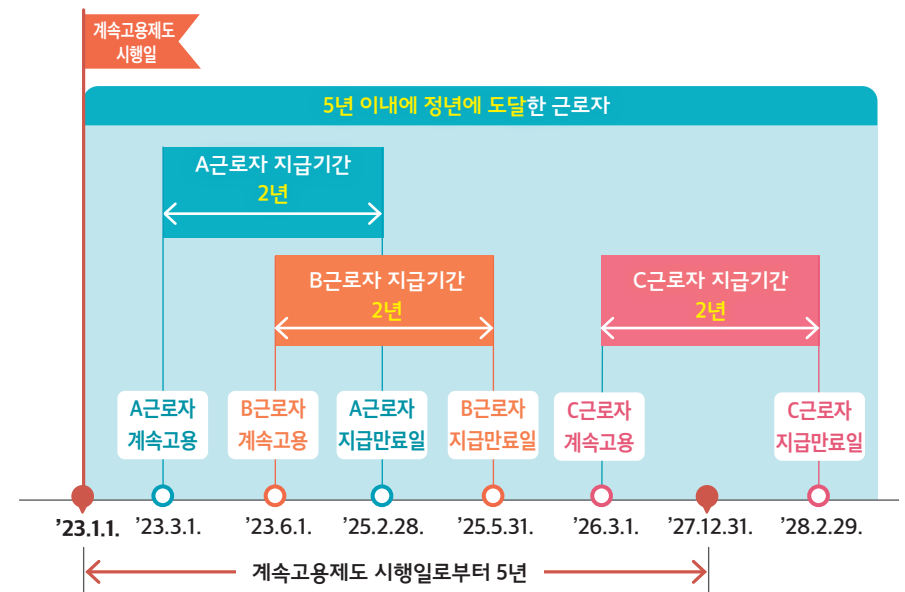 계속고용제도
시행일
5년 이내에 정년에 도달한 근로자
A근로자 지급기간
2년
B근로자 지급기간
2년
C근로자 지급기간
2년
A근로자
계속고용
B근로자
계속고용
A근로자
지급만료일
B근로자
지급만료일
C근로자
계속고용
C근로자
지급만료일
’23.1.1.
’23.3.1.
’23.6.1.
’25.2.28.
’25.5.31.
’26.3.1.
’27.12.31.
’28.2.29.
계속고용제도 시행일로부터 5년